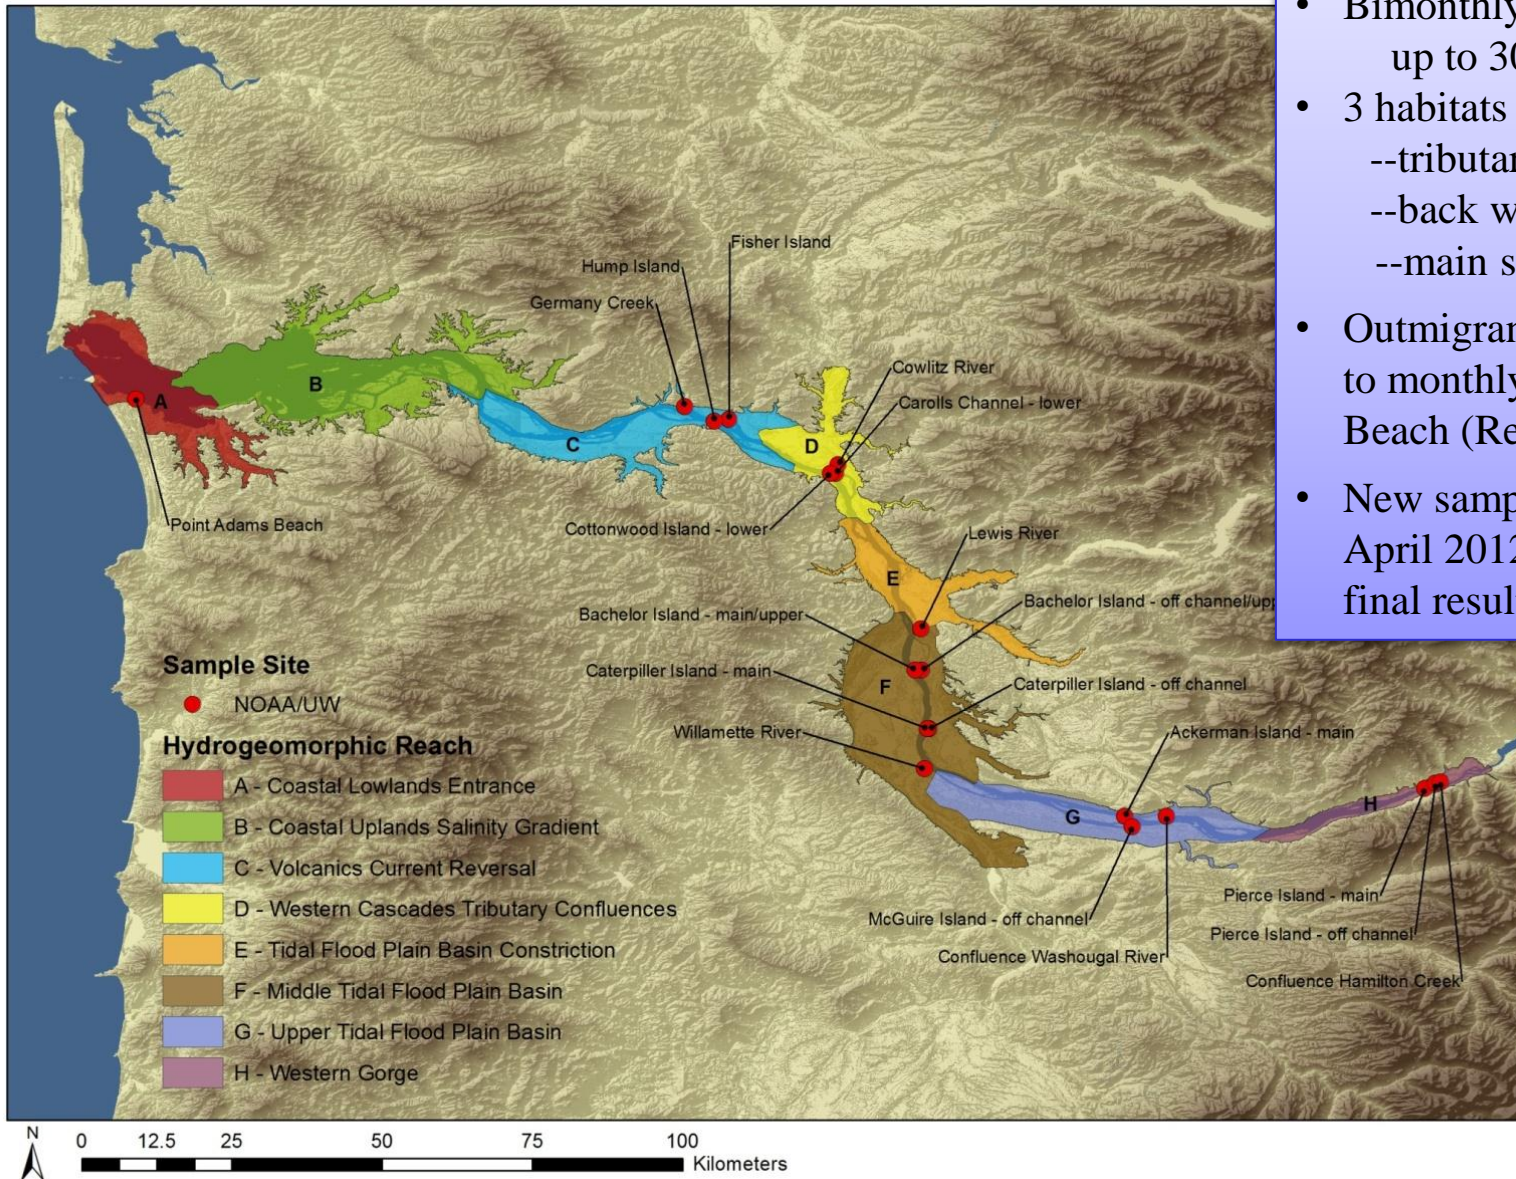 Fisher Island
Hump Island
Germany Creek
Cowlitz River
Carolls Channel - lower
A
B
C
D
Point Adams Beach
Cottonwood Island - lower
Lewis River
E
Bachelor Island - main/upper
Bachelor Island - off channel/upp
Caterpiller Island - main
F
Caterpiller Island - off channel
Willamette River
Ackerman Island - main
G
H
Pierce Island - main
McGuire Island - off channel
Pierce Island - off channel
Confluence Washougal River
Confluence Hamilton Creek
Sample Site
NOAA/UW
Hydrogeomorphic Reach
A - Coastal Lowlands Entrance
B - Coastal Uplands Salinity Gradient
C - Volcanics Current Reversal
D - Western Cascades Tributary Confluences
E - Tidal Flood Plain Basin Constriction
F - Middle Tidal Flood Plain Basin
G - Upper Tidal Flood Plain Basin
H - Western Gorge
N
0 12.5 25 50 75 100
Kilometers
• Bimonthly
up to 30
• 3 habitats
--tributar
--back w
--main s
• Outmigran
to monthly
Beach (Re
• New samp
April 2012
final resul